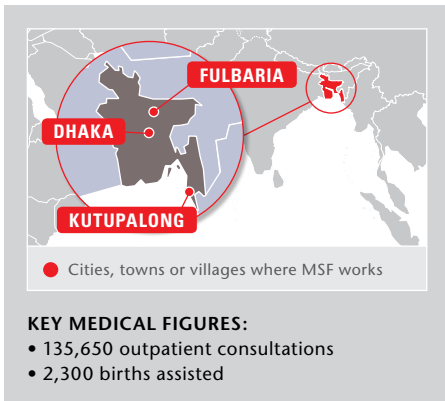 FULBARIA
DHAKA
KUTUPALONG
Cities, towns or villages where MSF works
KEY MEDICAL FIGURES:
• 135,650 outpatient consultations
• 2,300 births assisted